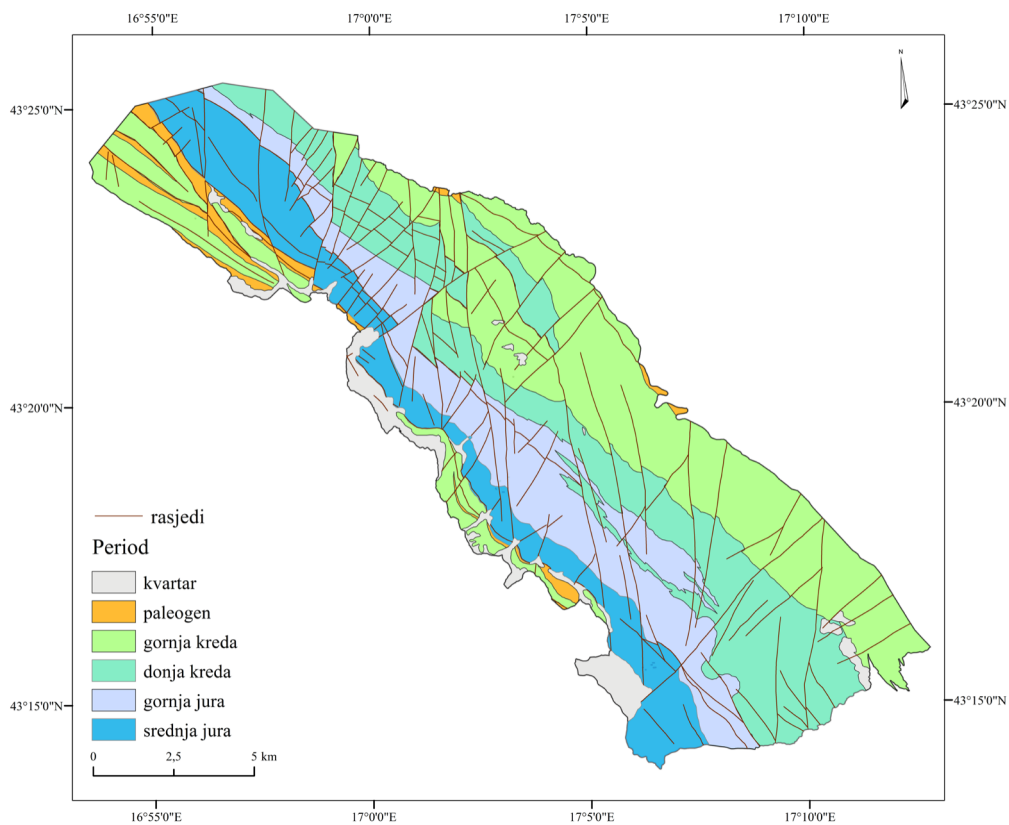 16°55'0"E 17°0'0"E 17°5'0"E 17°10'0"E
N
43°25'0"N 43°25'0"N
43°20'0"N 43°20'0"N
rasjedi
Period
kvartar
paleogen
gornja kreda
donja kreda
gornja jura
srednja jura
43°15'0"N 43°15'0"N
0 2,5 5 km
16°55'0"E 17°0'0"E 17°5'0"E 17°10'0"E